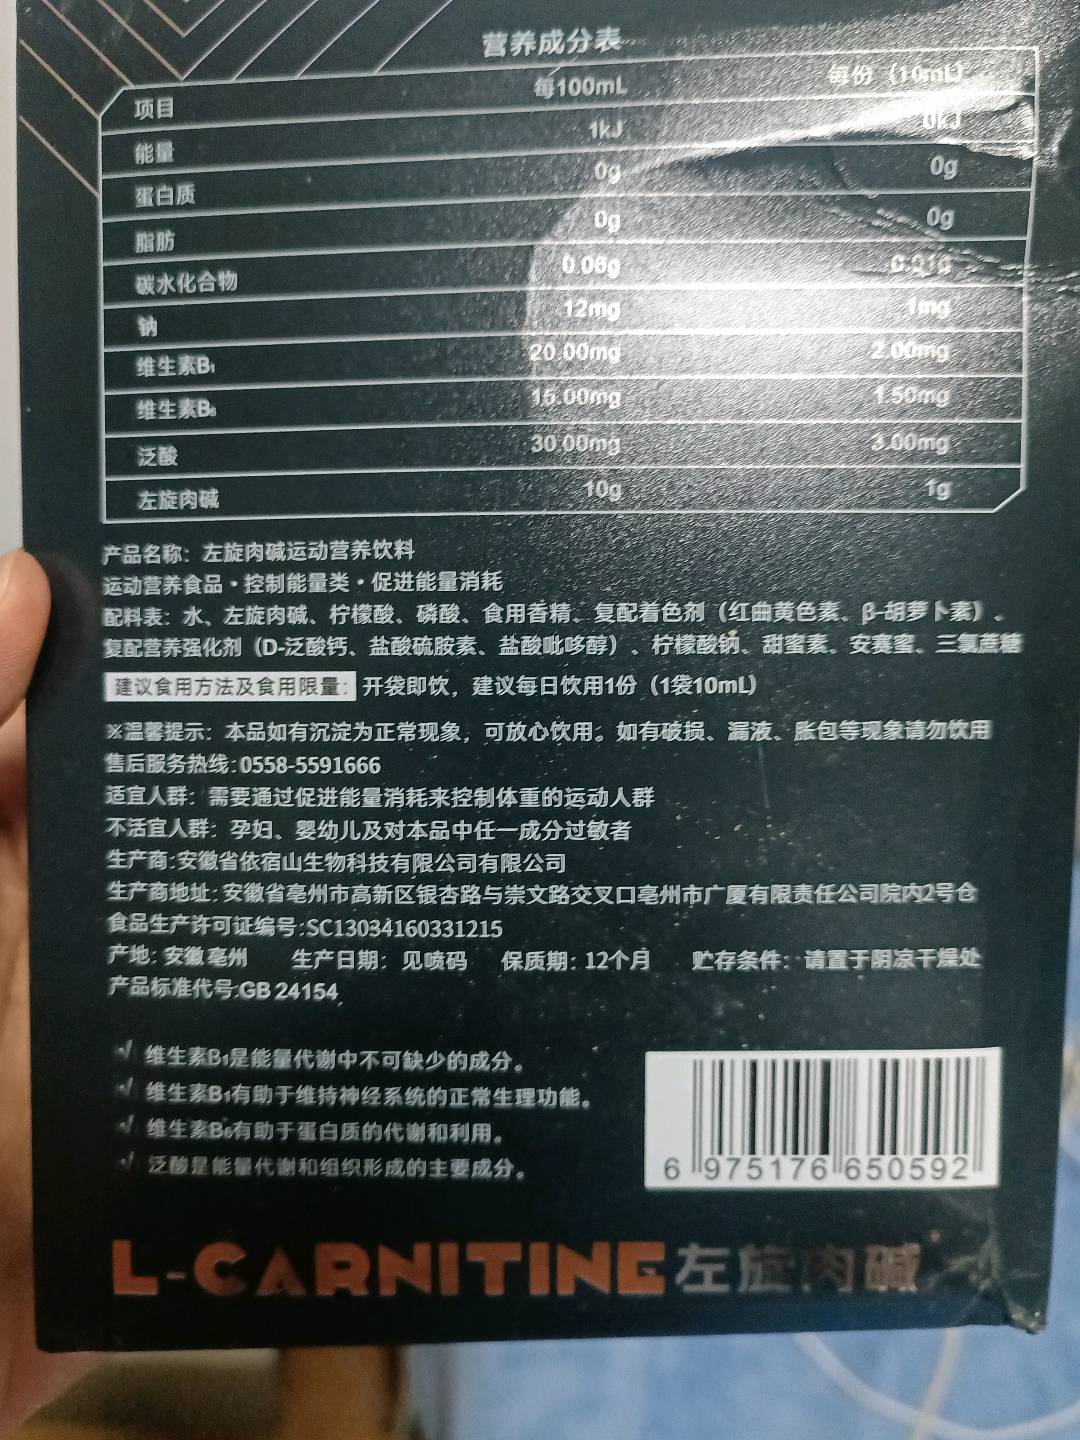 营养成分表
项目 每100mL 每份（10mL）
能量 1kJ 0kJ
蛋白质 0g 0g
脂肪 0g 0g
碳水化合物 0.06g 0.01g
钠 12mg 1mg
维生素B₁ 20.00mg 2.00mg
维生素B₆ 15.00mg 1.50mg
泛酸 30.00mg 3.00mg
左旋肉碱 10g 1g
产品名称：左旋肉碱运动营养饮料
运动营养食品·控制能量类·促进能量消耗
配料表：水、左旋肉碱、柠檬酸、磷酸、食用香精、复配着色剂（红曲黄色素、β-胡萝卜素）、
复配营养强化剂（D-泛酸钙、盐酸硫胺素、盐酸吡哆醇）、柠檬酸钠、甜蜜素、安赛蜜、三氯蔗糖
建议食用方法及食用限量：开袋即饮，建议每日饮用1份（1袋10mL）
※温馨提示：本品如有沉淀为正常现象，可放心饮用。如有破损、漏液、胀包等现象请勿饮用
售后服务热线:0558-5591666
适宜人群：需要通过促进能量消耗来控制体重的运动人群
不活宜人群：孕妇、婴幼儿及对本品中任一成分过敏者
生产商:安徽省依宿山生物科技有限公司有限公司
生产商地址:安徽省亳州市高新区银杏路与崇文路交叉口亳州市广厦有限责任公司院内2号仓
食品生产许可证编号:SC13034160331215
产地:安徽亳州 生产日期：见喷码 保质期：12个月 贮存条件：请置于阴凉干燥处
产品标准代号:GB 24154
√ 维生素B₁是能量代谢中不可缺少的成分。
√ 维生素B₁有助于维持神经系统的正常生理功能。
√ 维生素B₆有助于蛋白质的代谢和利用。
√ 泛酸是能量代谢和组织形成的主要成分。
6 975176 650592
L-CARNITINE左旋肉碱